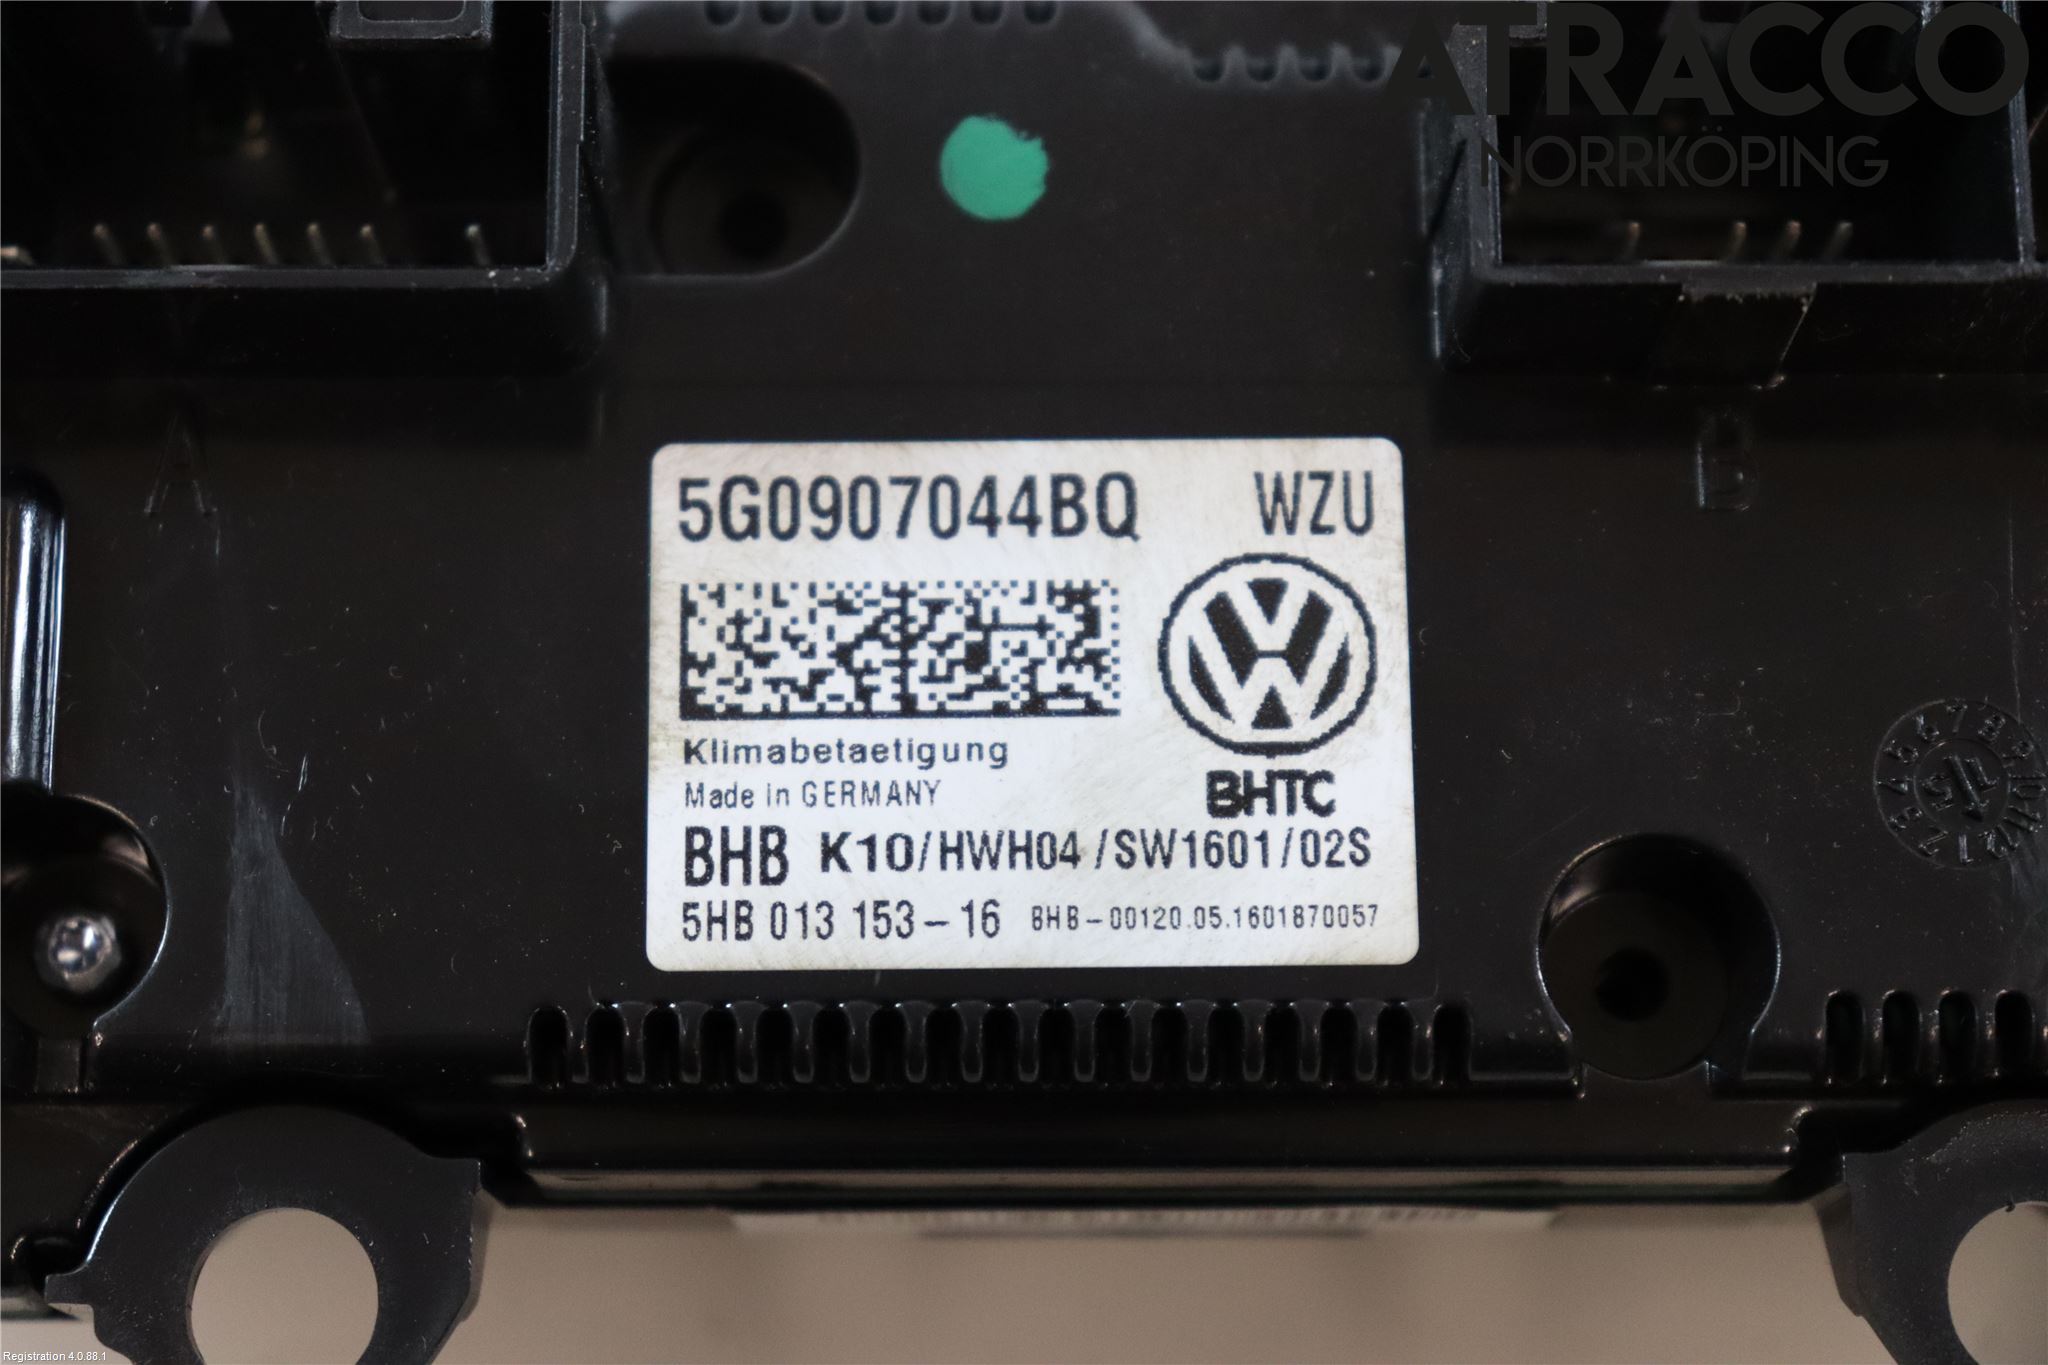 ATRACCO
NORRKÖPING
A
B
5G0907044BQ WZU
Klimabetaetigung
Made in GERMANY
BHTC
BHB K10/HWH04/SW1601/02S
5HB 013 153-16 BHB-00120.05.1601870057
Registration 4.0.88.1